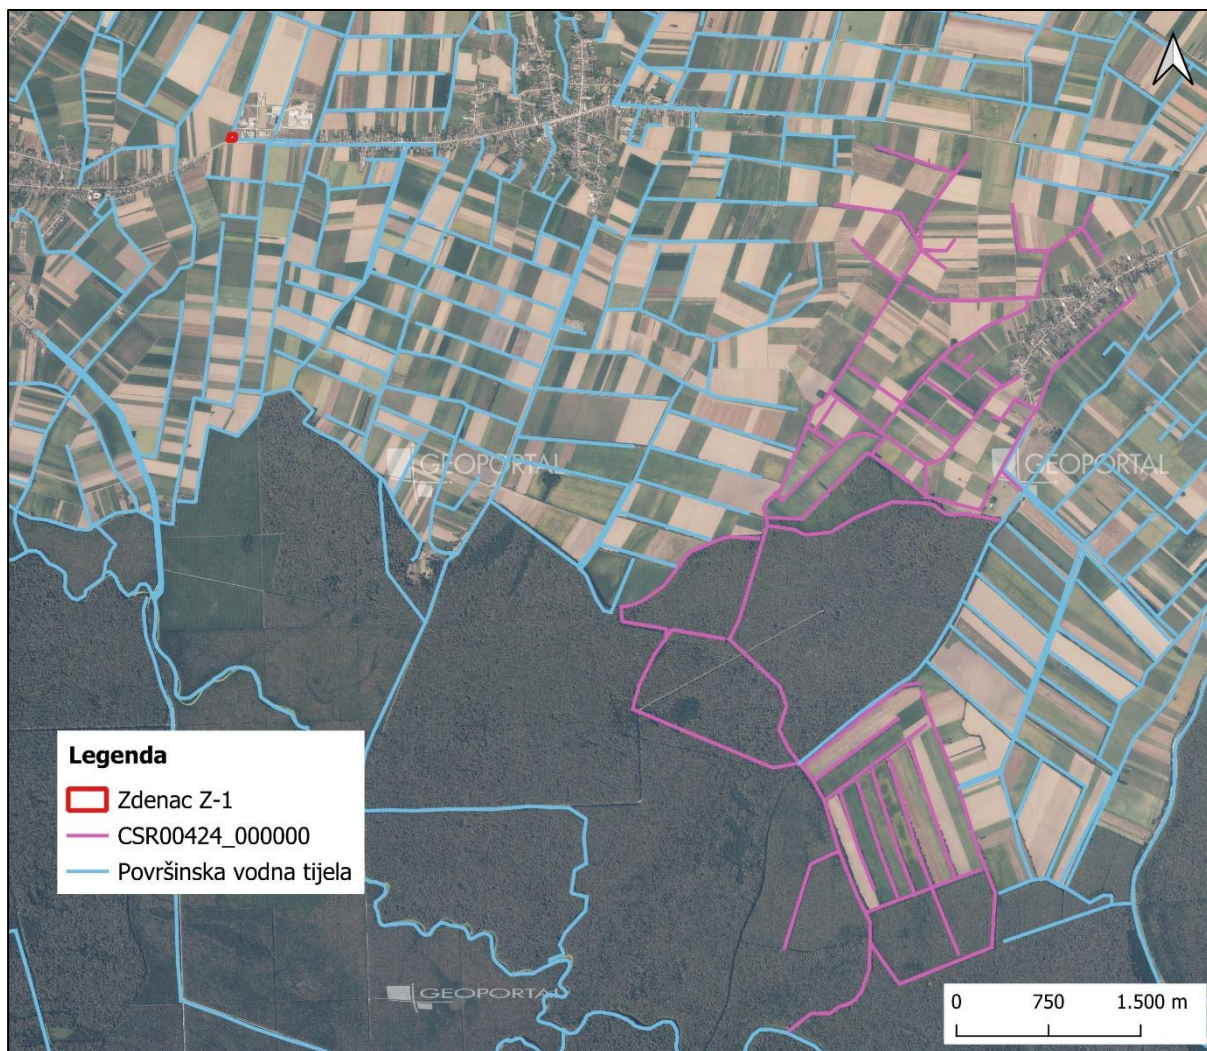 GEOPORTAL
GEOPORTAL
Legenda
Zdenac Z-1
CSR00424_000000
Površinska vodna tijela
GEOPORTAL
0 750 1.500 m